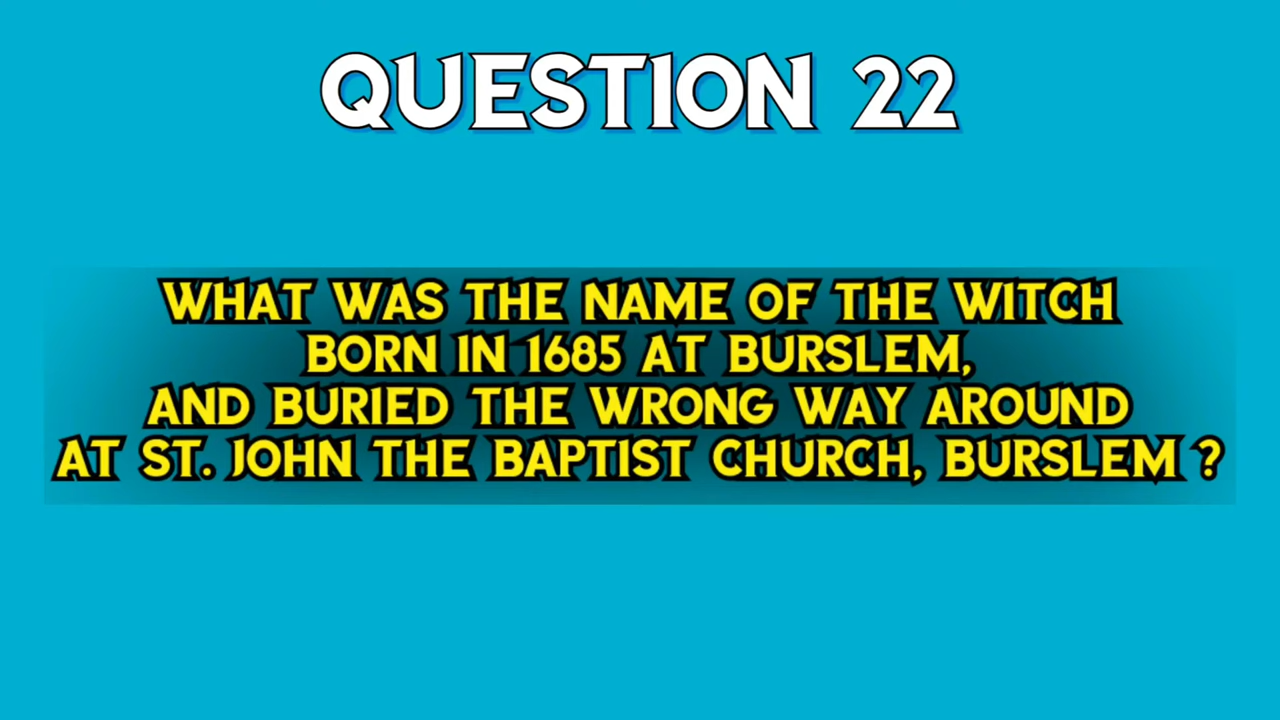 QUESTION 22
WHAT WAS THE NAME OF THE WITCH
BORN IN 1685 AT BURSLEM,
AND BURIED THE WRONG WAY AROUND
AT ST. JOHN THE BAPTIST CHURCH, BURSLEM ?